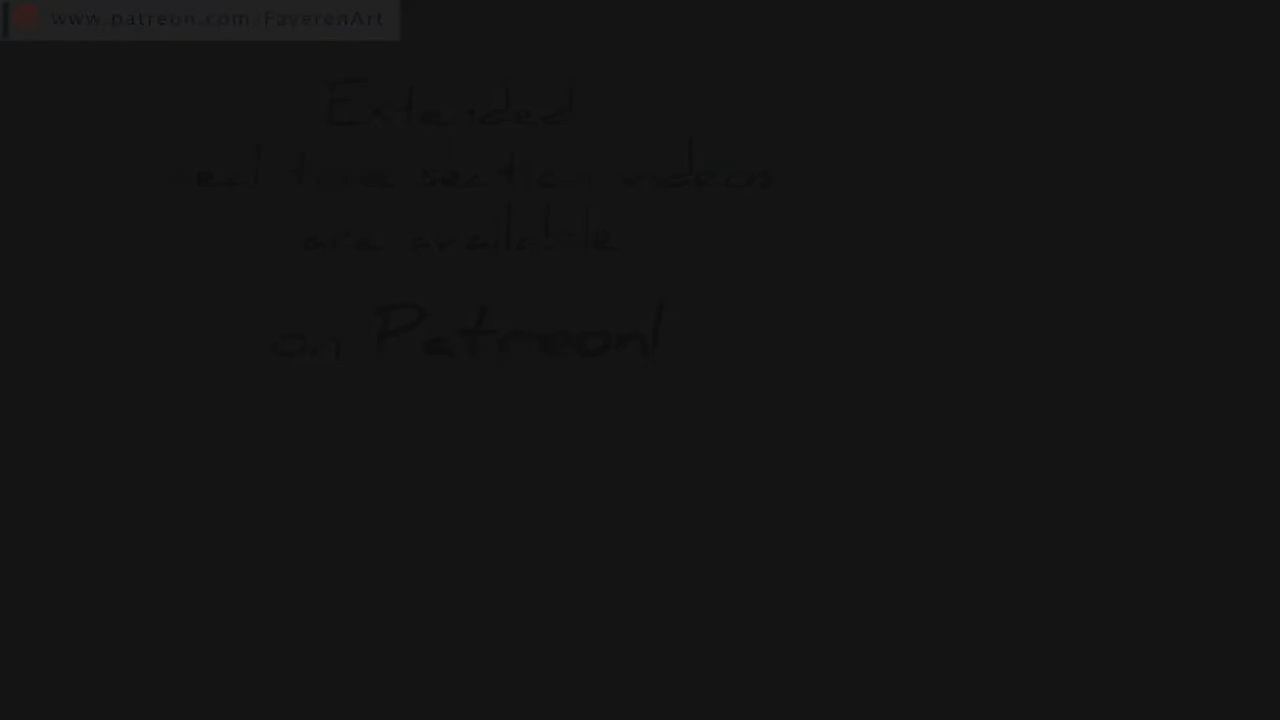 www.patreon.com/FayerenArt
Extended
real time section videos
are available
on Patreon!